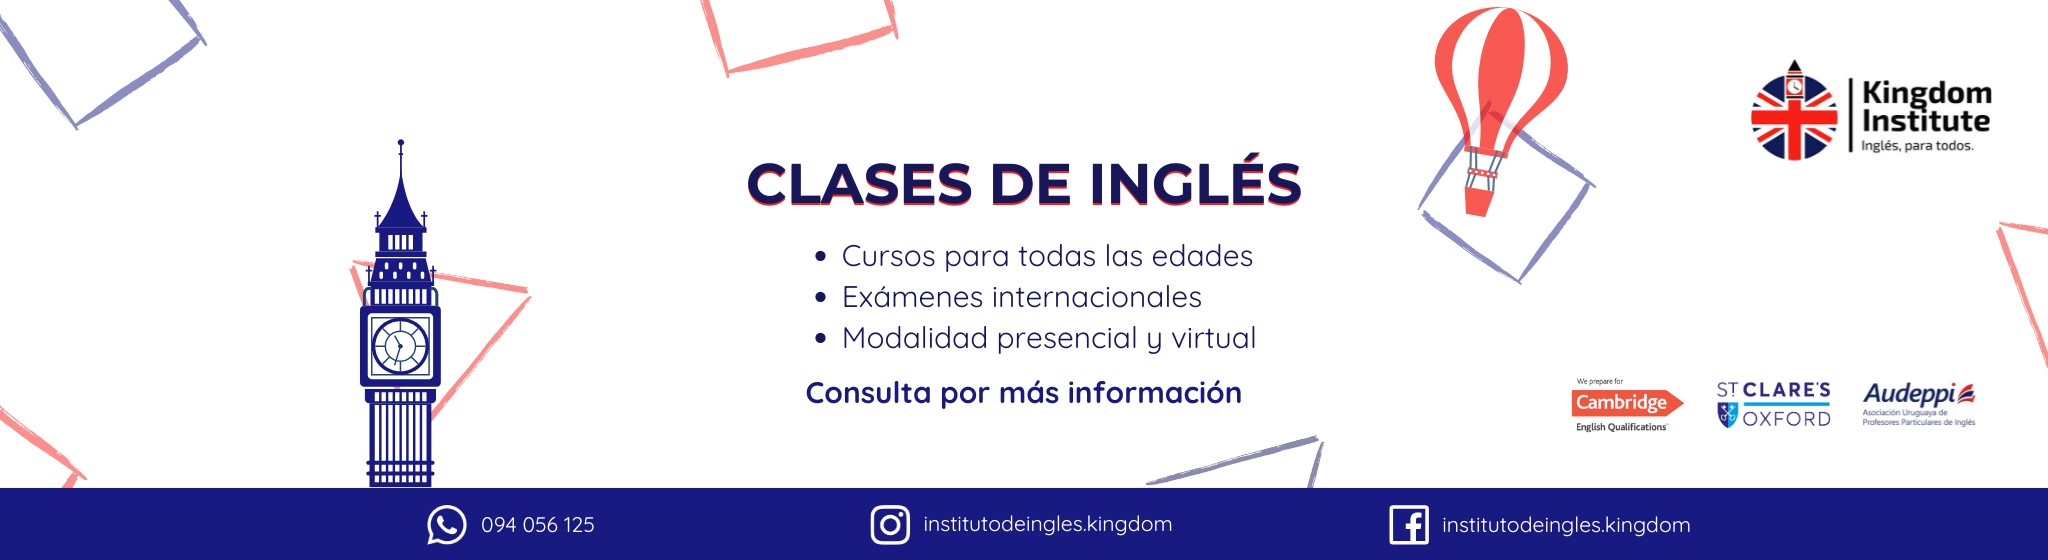 Kingdom
Institute
Inglés, para todos.
CLASES DE INGLÉS
• Cursos para todas las edades
• Exámenes internacionales
• Modalidad presencial y virtual
Consulta por más información
We prepare for
Cambridge
English Qualifications
ST CLARE'S
OXFORD
Audeppi
Asociación Uruguaya de
Profesores Particulares de Inglés
094 056 125
institutodeingles.kingdom
institutodeingles.kingdom